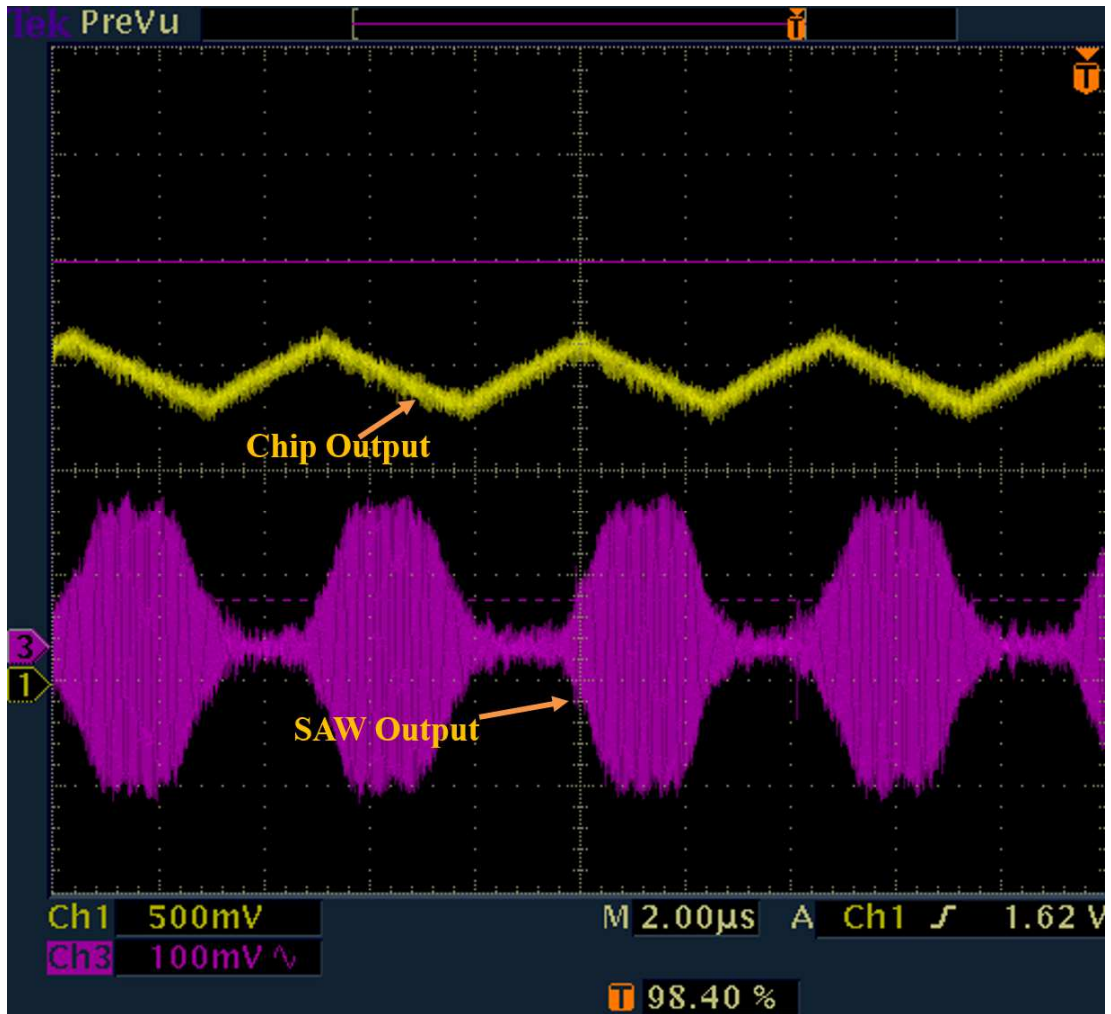 Tek PreVu
T
T
Chip Output
3
1
SAW Output
Ch1 500mV M 2.00µs A Ch1 ƒ 1.62 V
Ch3 100mV ∿
T 98.40 %